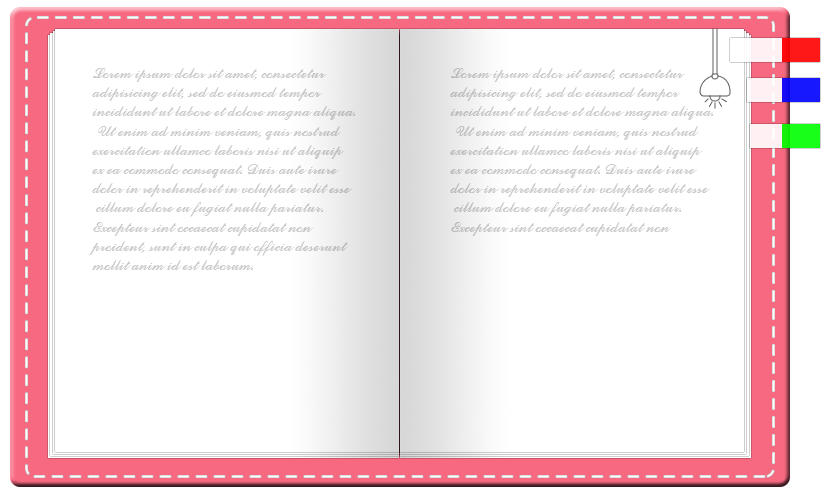 Lorem ipsum dolor sit amet, consectetur
adipisicing elit, sed do eiusmod tempor
incididunt ut labore et dolore magna aliqua.
Ut enim ad minim veniam, quis nostrud
exercitation ullamco laboris nisi ut aliquip
ex ea commodo consequat. Duis aute irure
dolor in reprehenderit in voluptate velit esse
cillum dolore eu fugiat nulla pariatur.
Excepteur sint occaecat cupidatat non
proident, sunt in culpa qui officia deserunt
mollit anim id est laborum.
Lorem ipsum dolor sit amet, consectetur
adipisicing elit, sed do eiusmod tempor
incididunt ut labore et dolore magna aliqua.
Ut enim ad minim veniam, quis nostrud
exercitation ullamco laboris nisi ut aliquip
ex ea commodo consequat. Duis aute irure
dolor in reprehenderit in voluptate velit esse
cillum dolore eu fugiat nulla pariatur.
Excepteur sint occaecat cupidatat non